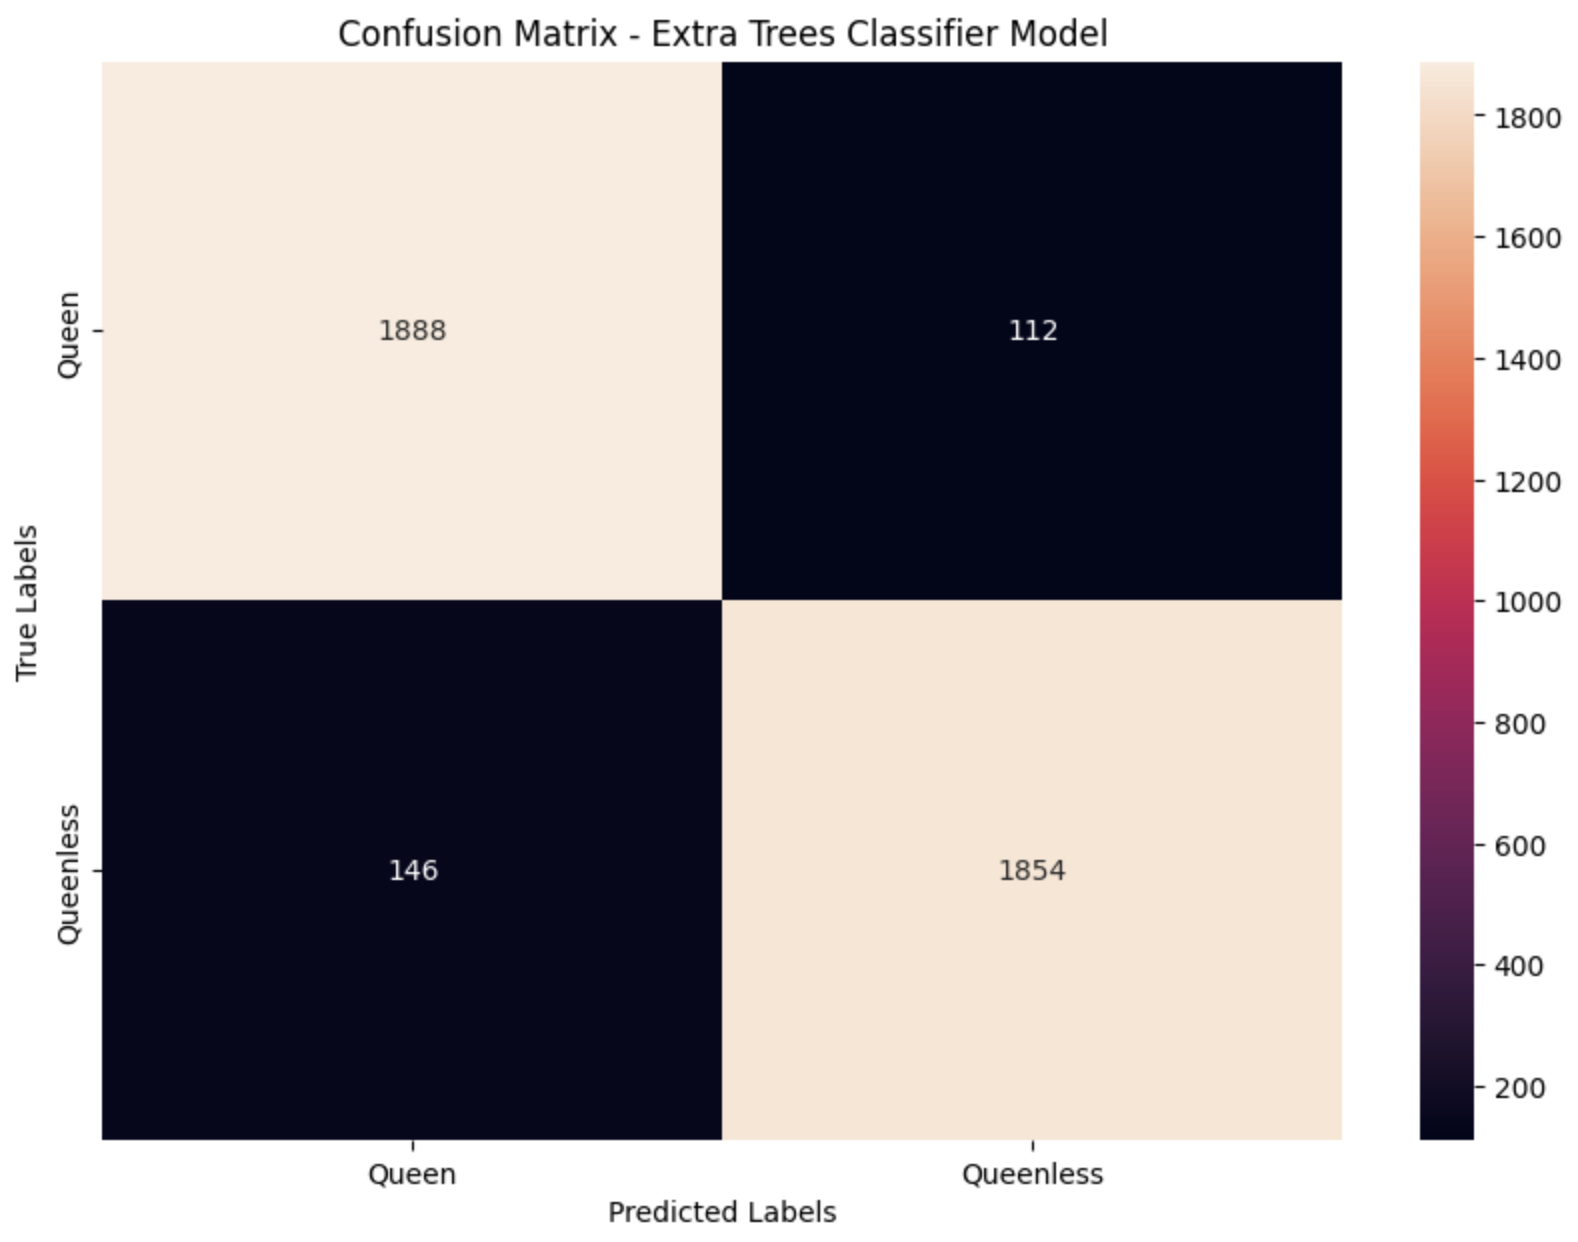 Confusion Matrix - Extra Trees Classifier Model
True Labels
Queen
1888
112
Queenless
146
1854
Queen
Queenless
Predicted Labels
1800
1600
1400
1200
1000
800
600
400
200